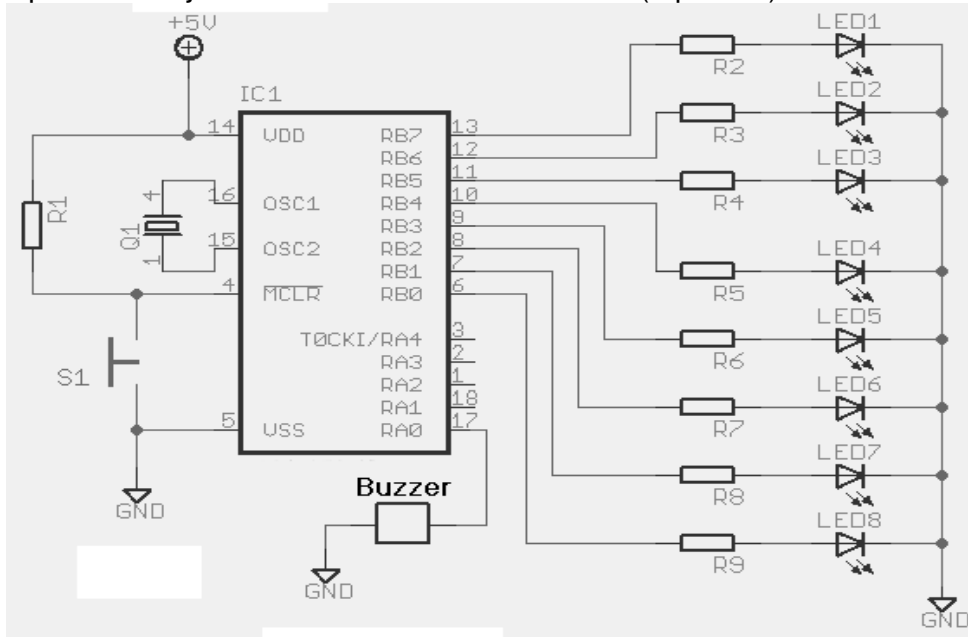 +5V
IC1
14
VDD
RB7
13
RB6
12
RB5
11
16
OSC1
RB4
10
RB3
9
15
OSC2
RB2
8
RB1
7
4
MCLR
RB0
6
T0CKI/RA4
3
RA3
2
RA2
1
RA1
18
5
VSS
RA0
17
R1
Q1
4
1
S1
GND
Buzzer
GND
LED1
R2
LED2
R3
LED3
R4
LED4
R5
LED5
R6
LED6
R7
LED7
R8
LED8
R9
GND